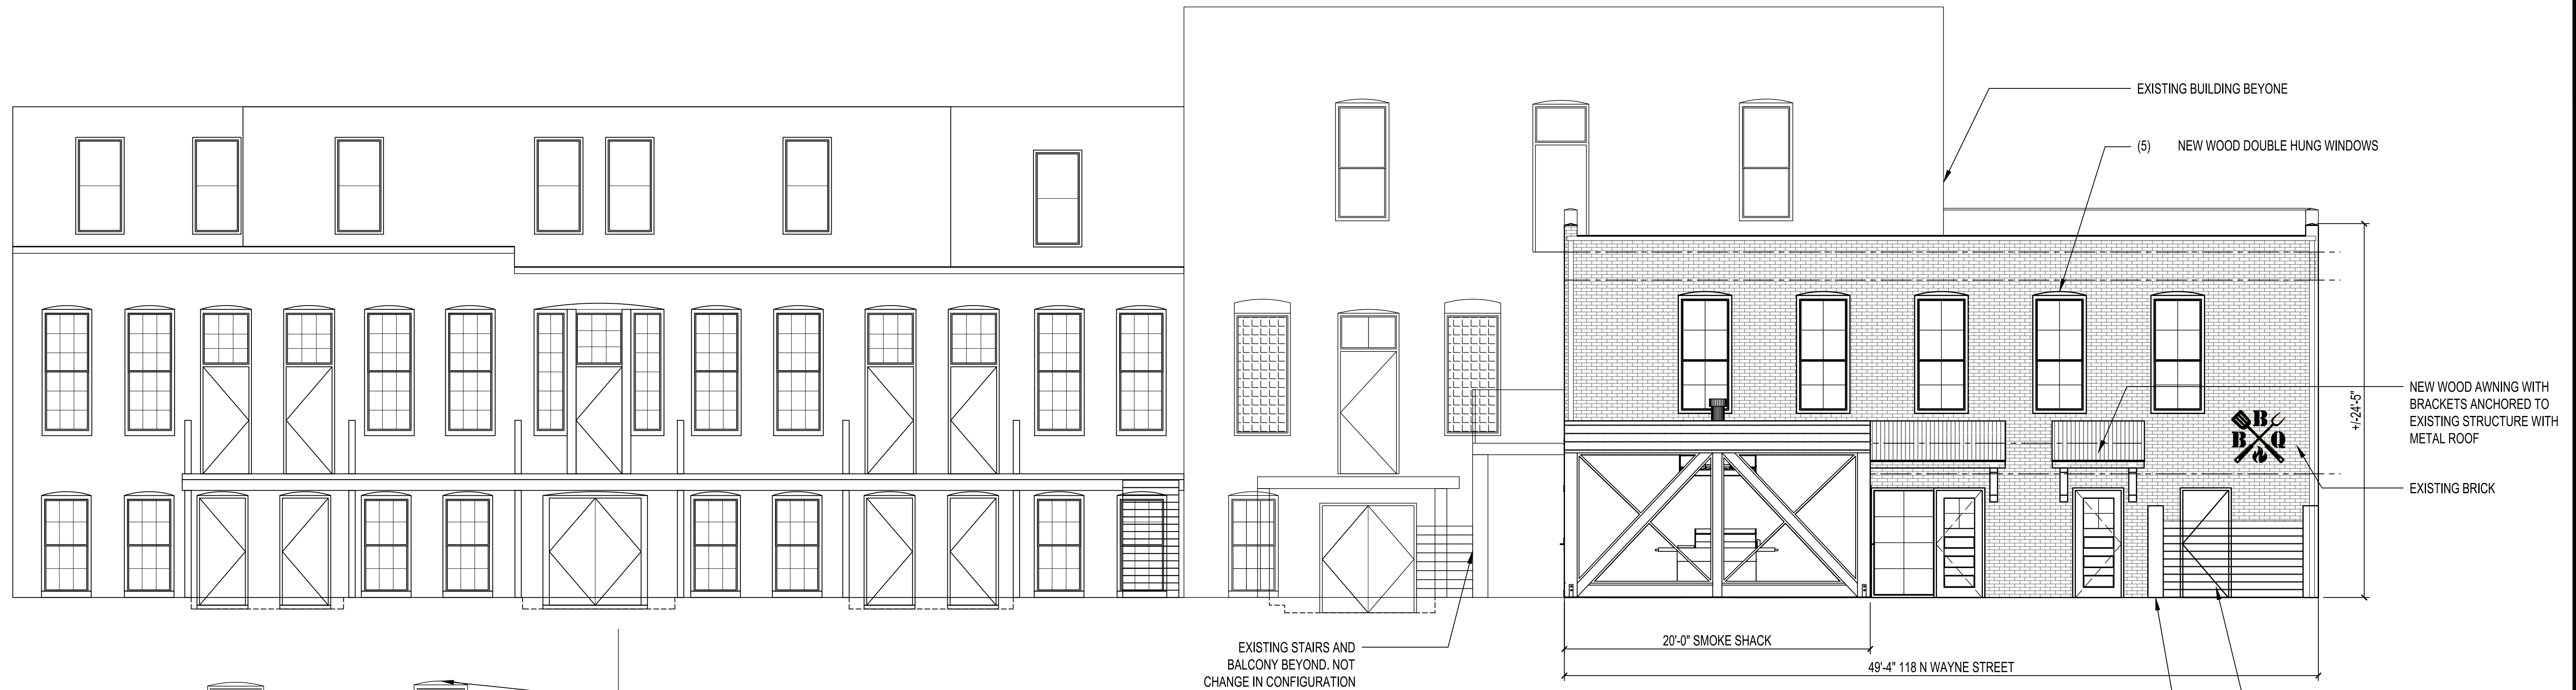 EXISTING BUILDING BEYONE
(5) NEW WOOD DOUBLE HUNG WINDOWS
NEW WOOD AWNING WITH
BRACKETS ANCHORED TO
EXISTING STRUCTURE WITH
METAL ROOF
+/-24'-5"
B
B Q
EXISTING BRICK
20'-0" SMOKE SHACK
49'-4" 118 N WAYNE STREET
EXISTING STAIRS AND
BALCONY BEYOND. NOT
CHANGE IN CONFIGURATION